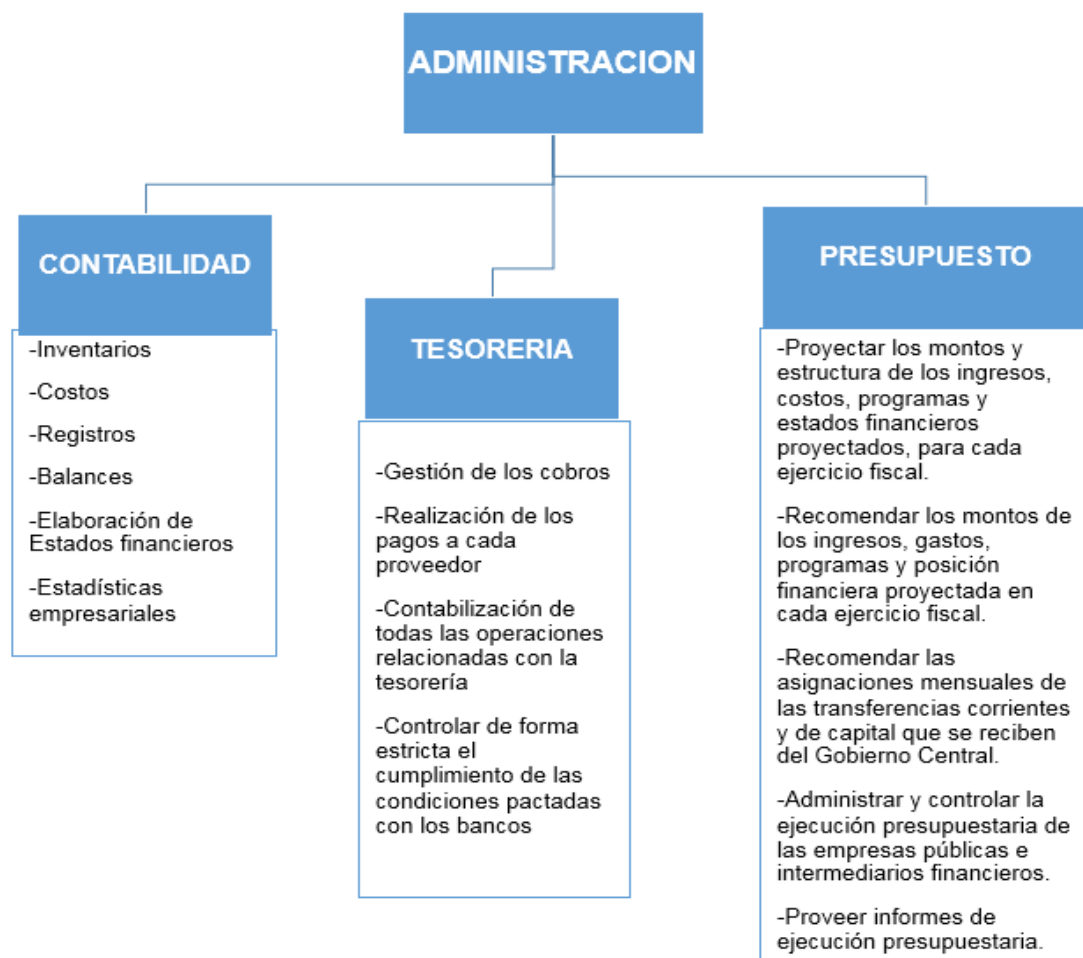 ADMINISTRACION
CONTABILIDAD
-Inventarios
-Costos
-Registros
-Balances
-Elaboración de
Estados financieros
-Estadísticas
empresariales
TESORERIA
-Gestión de los cobros
-Realización de los
pagos a cada
proveedor
-Contabilización de
todas las operaciones
relacionadas con la
tesorería
-Controlar de forma
estricta el
cumplimiento de las
condiciones pactadas
con los bancos
PRESUPUESTO
-Proyectar los montos y
estructura de los ingresos,
costos, programas y
estados financieros
proyectados, para cada
ejercicio fiscal.
-Recomendar los montos de
los ingresos, gastos,
programas y posición
financiera proyectada en
cada ejercicio fiscal.
-Recomendar las
asignaciones mensuales de
las transferencias corrientes
y de capital que se reciben
del Gobierno Central.
-Administrar y controlar la
ejecución presupuestaria de
las empresas públicas e
intermediarios financieros.
-Proveer informes de
ejecución presupuestaria.